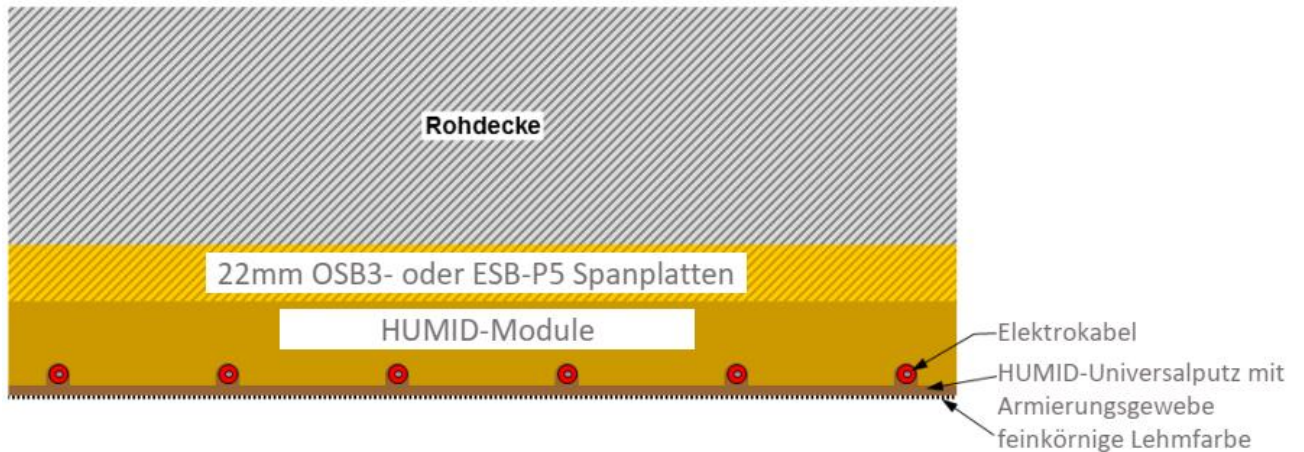 Rohdecke
22mm OSB3- oder ESB-P5 Spanplatten
HUMID-Module
Elektrokabel
HUMID-Universalputz mit
Armierungsgewebe
feinkörnige Lehmfarbe